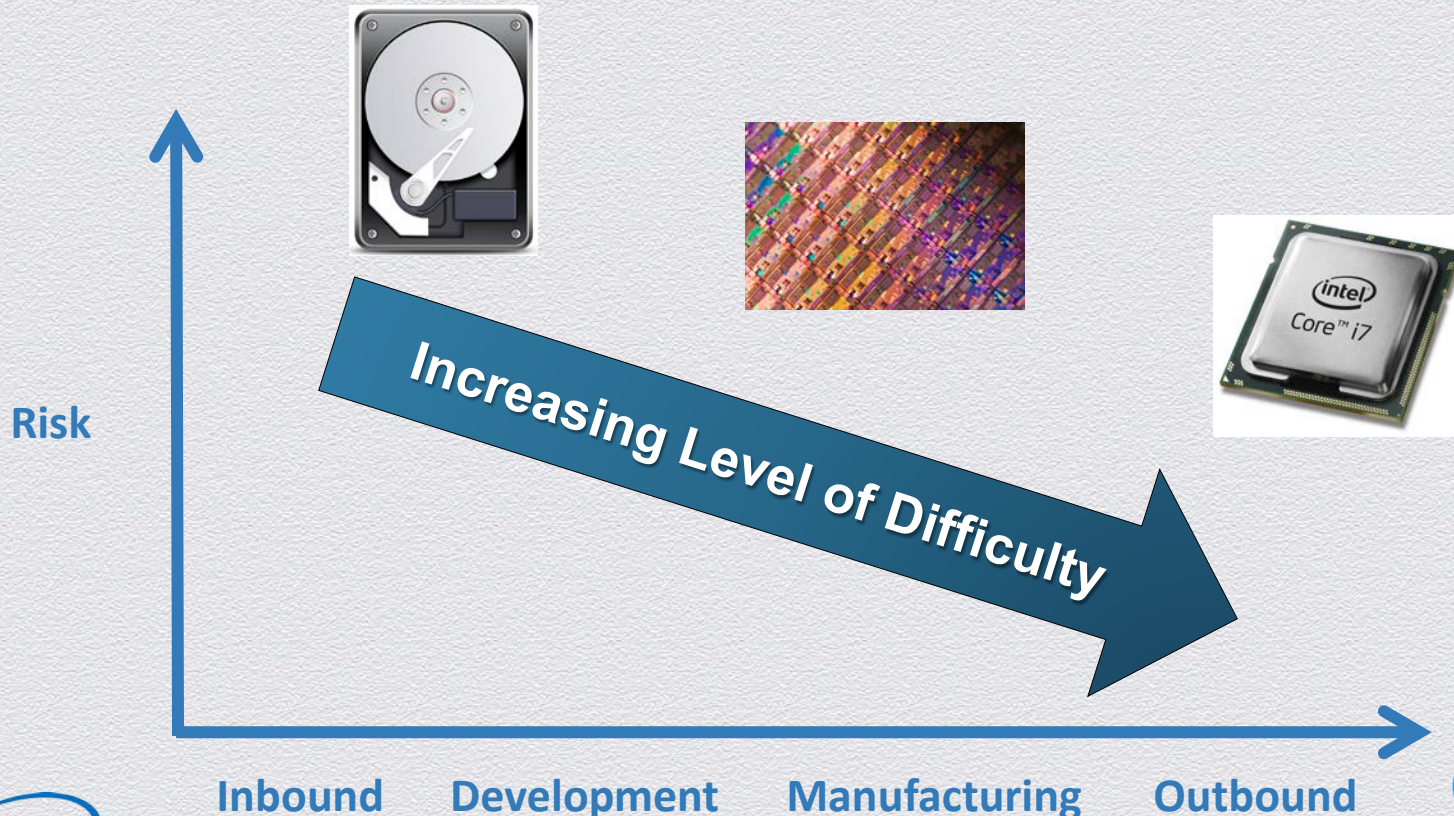 intel
Core™ i7
Risk
Increasing Level of Difficulty
Inbound Development Manufacturing Outbound